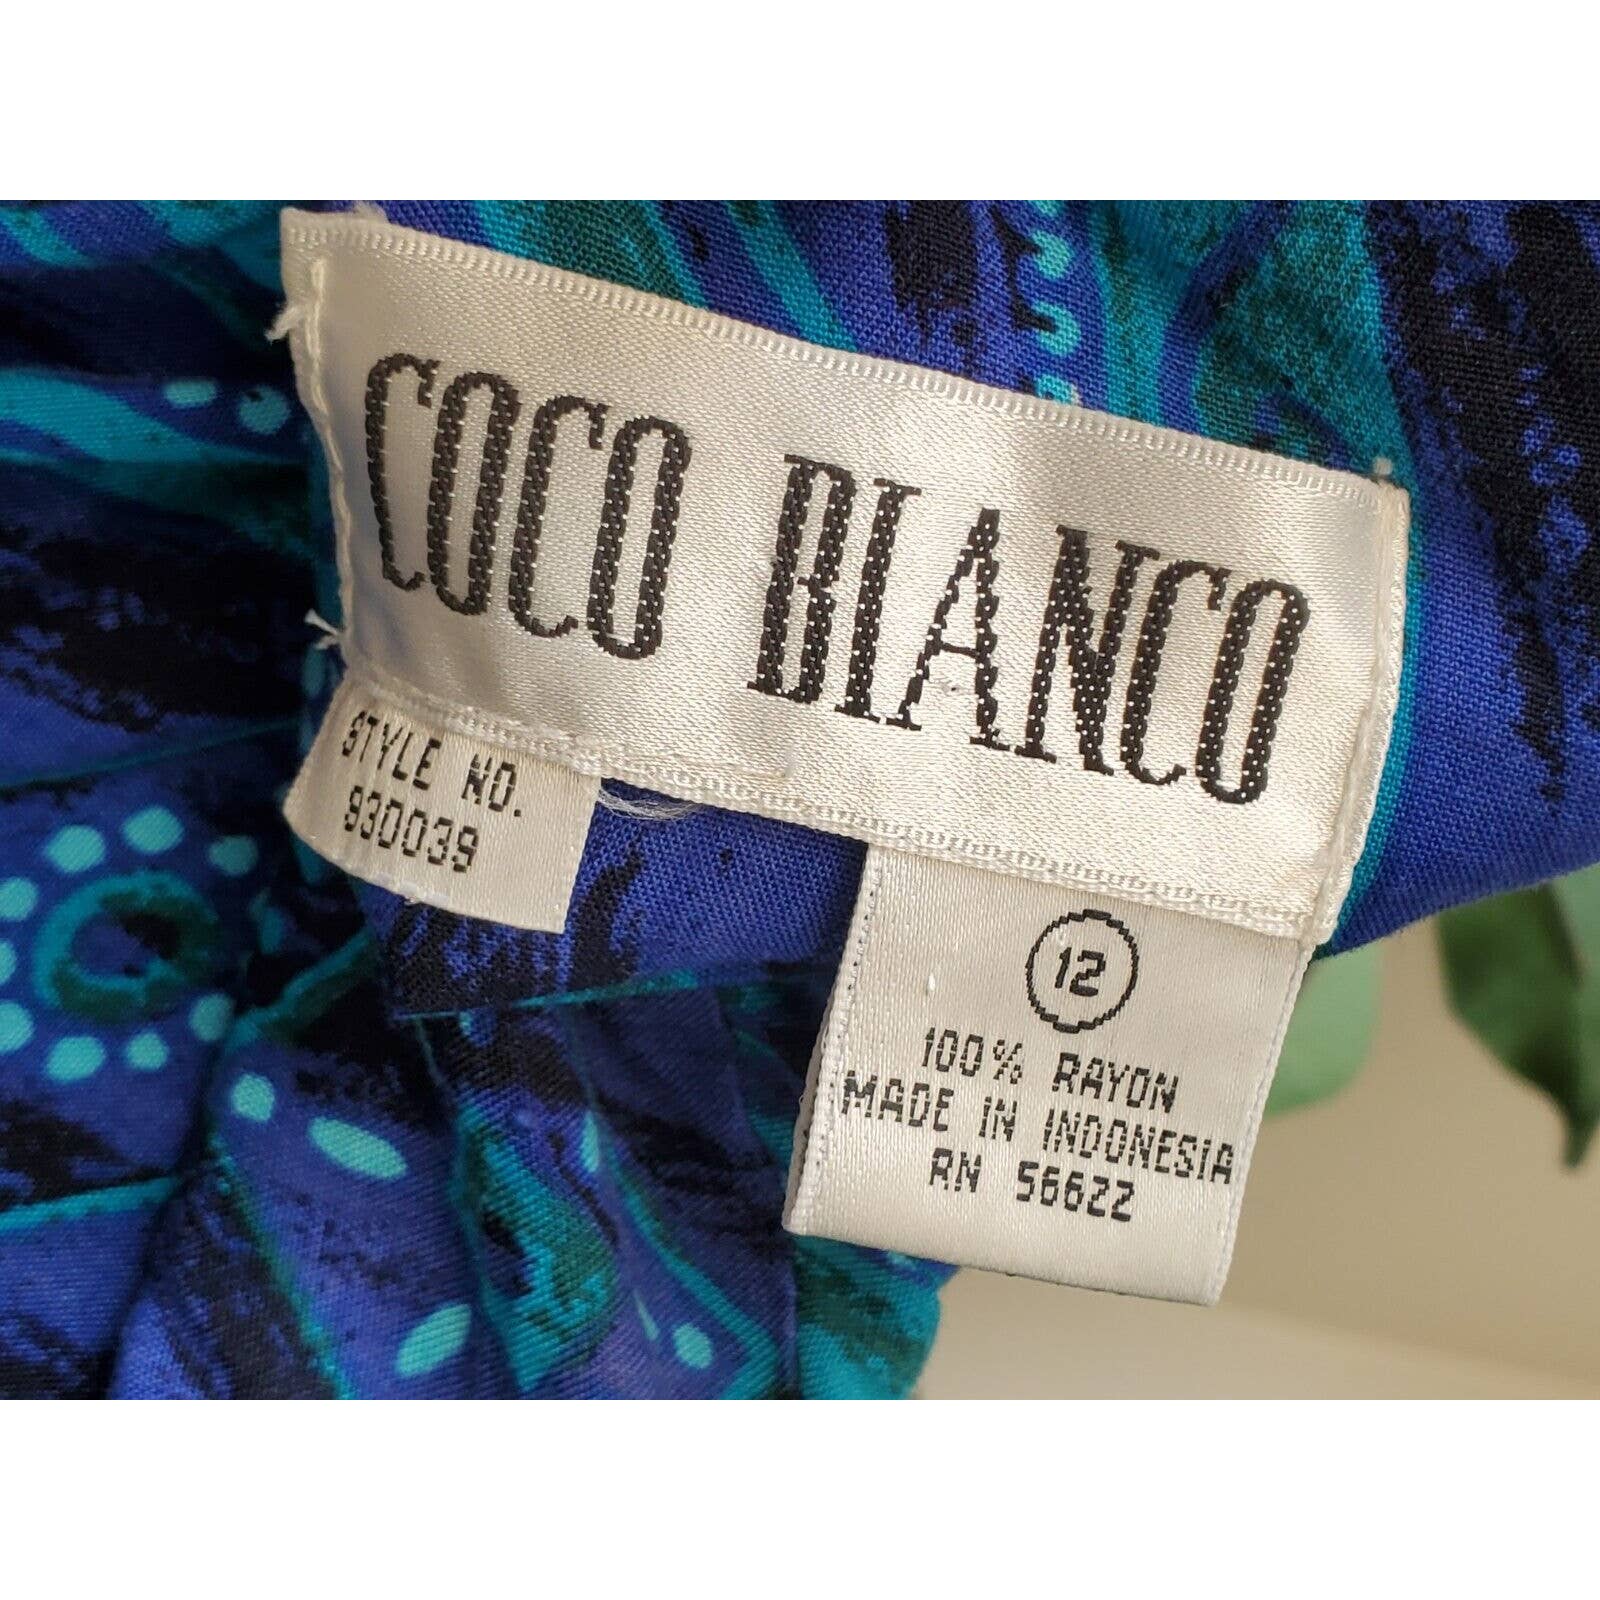 COCO BIANCO
STYLE NO.
930039
12
100% RAYON
MADE IN INDONESIA
RN 56622